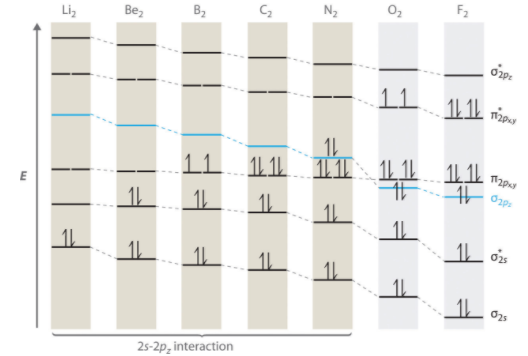 Li₂ Be₂ B₂ C₂ N₂ O₂ F₂
σ*₂pz
π*₂px,y
E
π₂px,y
σ₂pz
σ*₂s
σ₂s
2s-2pz interaction